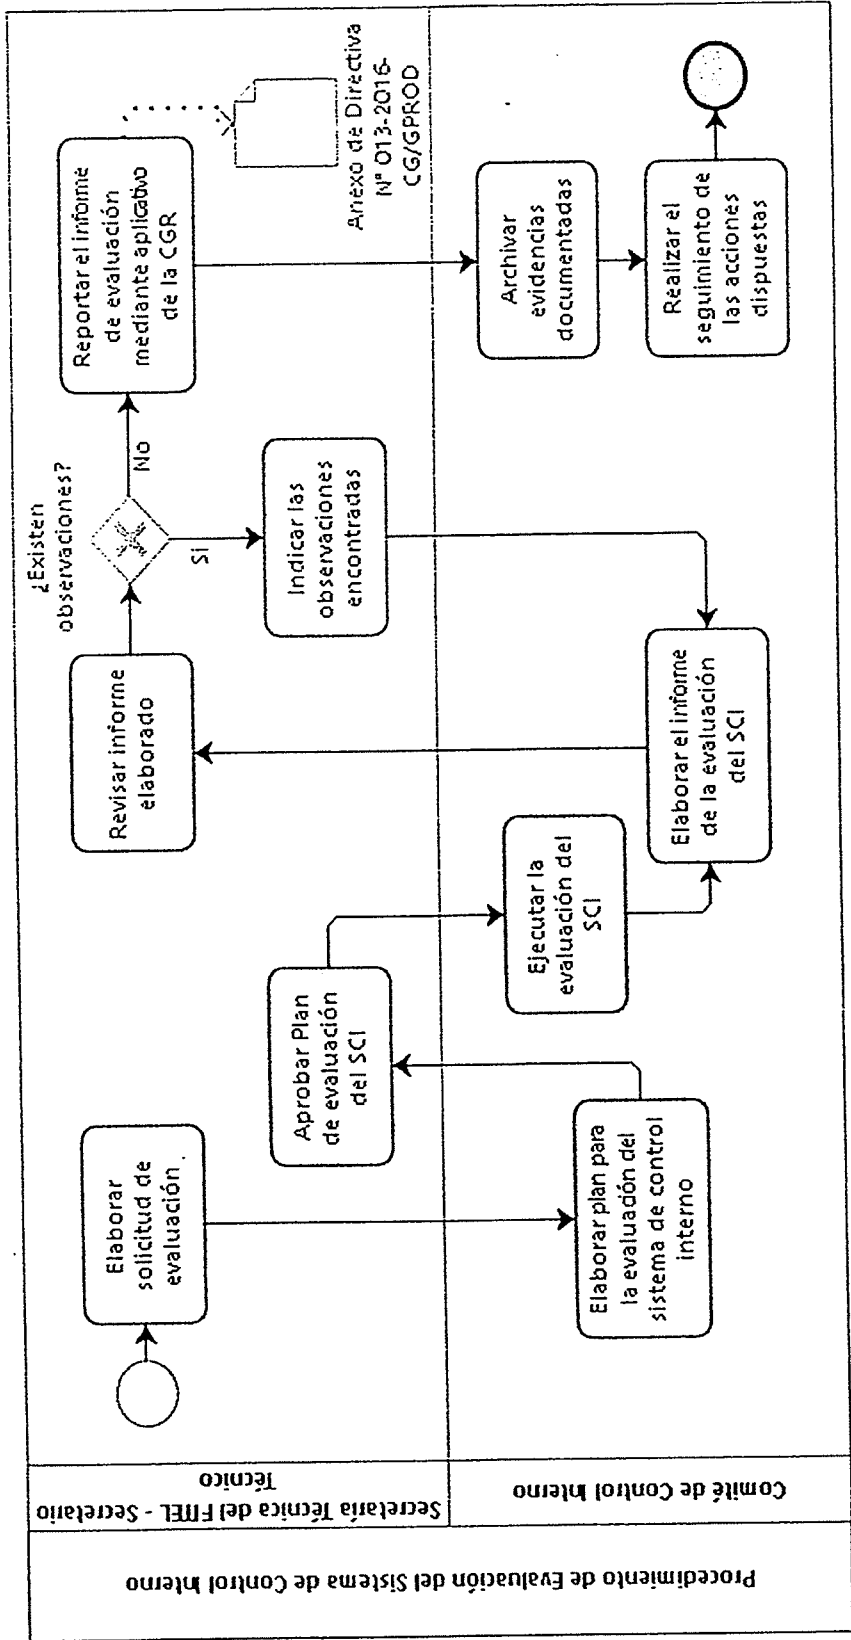 Procedimiento de Evaluación del Sistema de Control Interno
Secretaría Técnica del FITEL - Secretario
Técnico
Elaborar
solicitud de
evaluación
Aprobar Plan
de evaluación
del SCI
Revisar informe
elaborado
¿Existen
observaciones?
No
Si
Indicar las
observaciones
encontradas
Reportar el informe
de evaluación
mediante aplicativo
de la CGR
Anexo de Directiva
N° 013-2016-
CG/GPROD
Comité de Control Interno
Elaborar plan para
la evaluación del
sistema de control
interno
Ejecutar la
evaluación del
SCI
Elaborar el informe
de la evaluación
del SCI
Archivar
evidencias
documentadas
Realizar el
seguimiento de
las acciones
dispuestas